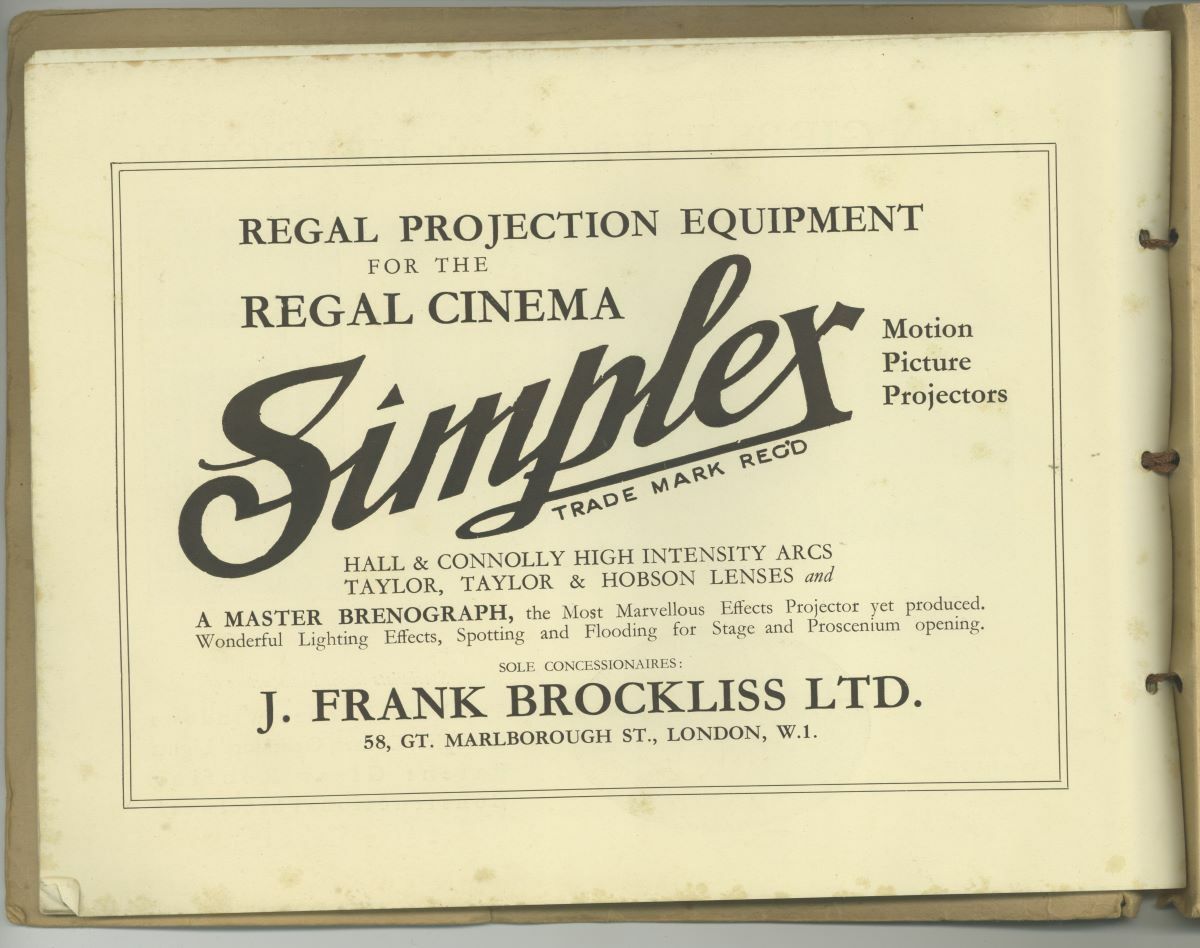 REGAL PROJECTION EQUIPMENT
FOR THE
REGAL CINEMA
Simplex
TRADE MARK REG'D
Motion
Picture
Projectors
HALL & CONNOLLY HIGH INTENSITY ARCS
TAYLOR, TAYLOR & HOBSON LENSES and
A MASTER BRENOGRAPH, the Most Marvellous Effects Projector yet produced.
Wonderful Lighting Effects, Spotting and Flooding for Stage and Proscenium opening.
SOLE CONCESSIONAIRES:
J. FRANK BROCKLISS LTD.
58, GT. MARLBOROUGH ST., LONDON, W.1.